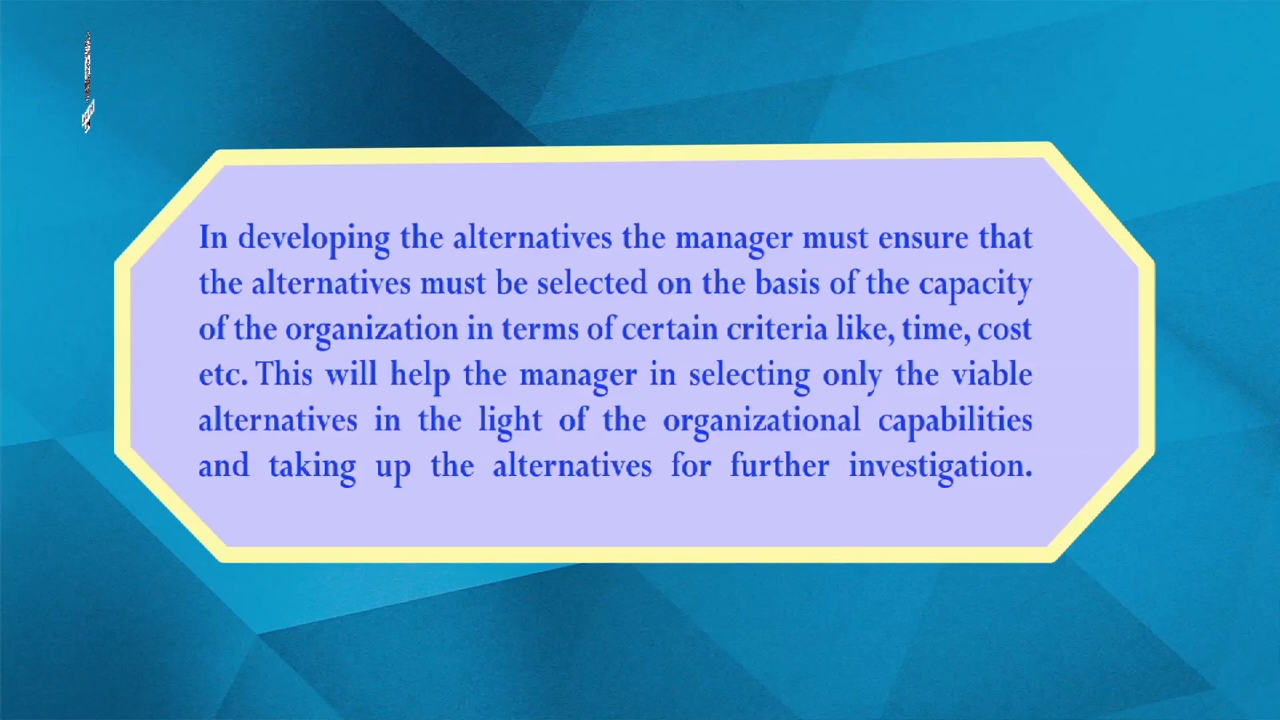 In developing the alternatives the manager must ensure that
the alternatives must be selected on the basis of the capacity
of the organization in terms of certain criteria like, time, cost
etc. This will help the manager in selecting only the viable
alternatives in the light of the organizational capabilities
and taking up the alternatives for further investigation.